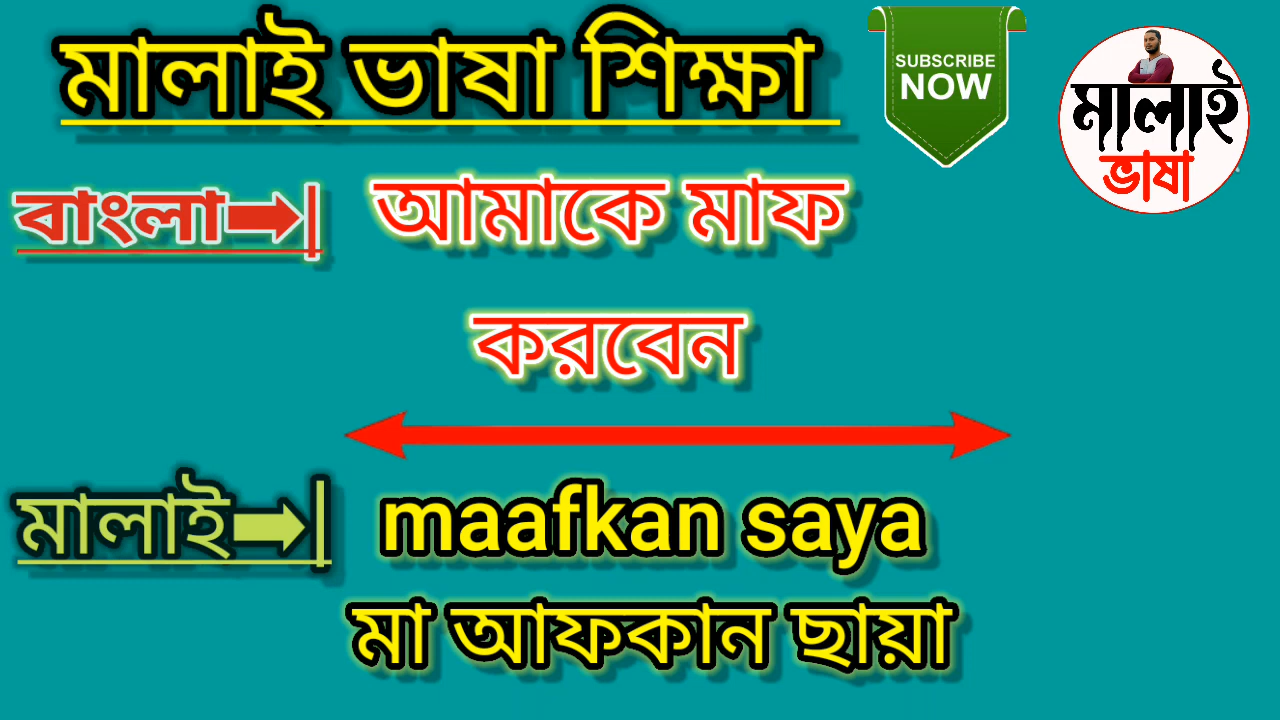 মালাই ভাষা শিক্ষা
SUBSCRIBE
NOW
মালাই
ভাষা
বাংলা➡| আমাকে মাফ
করবেন
মালাই➡| maafkan saya
মা আফকান ছায়া